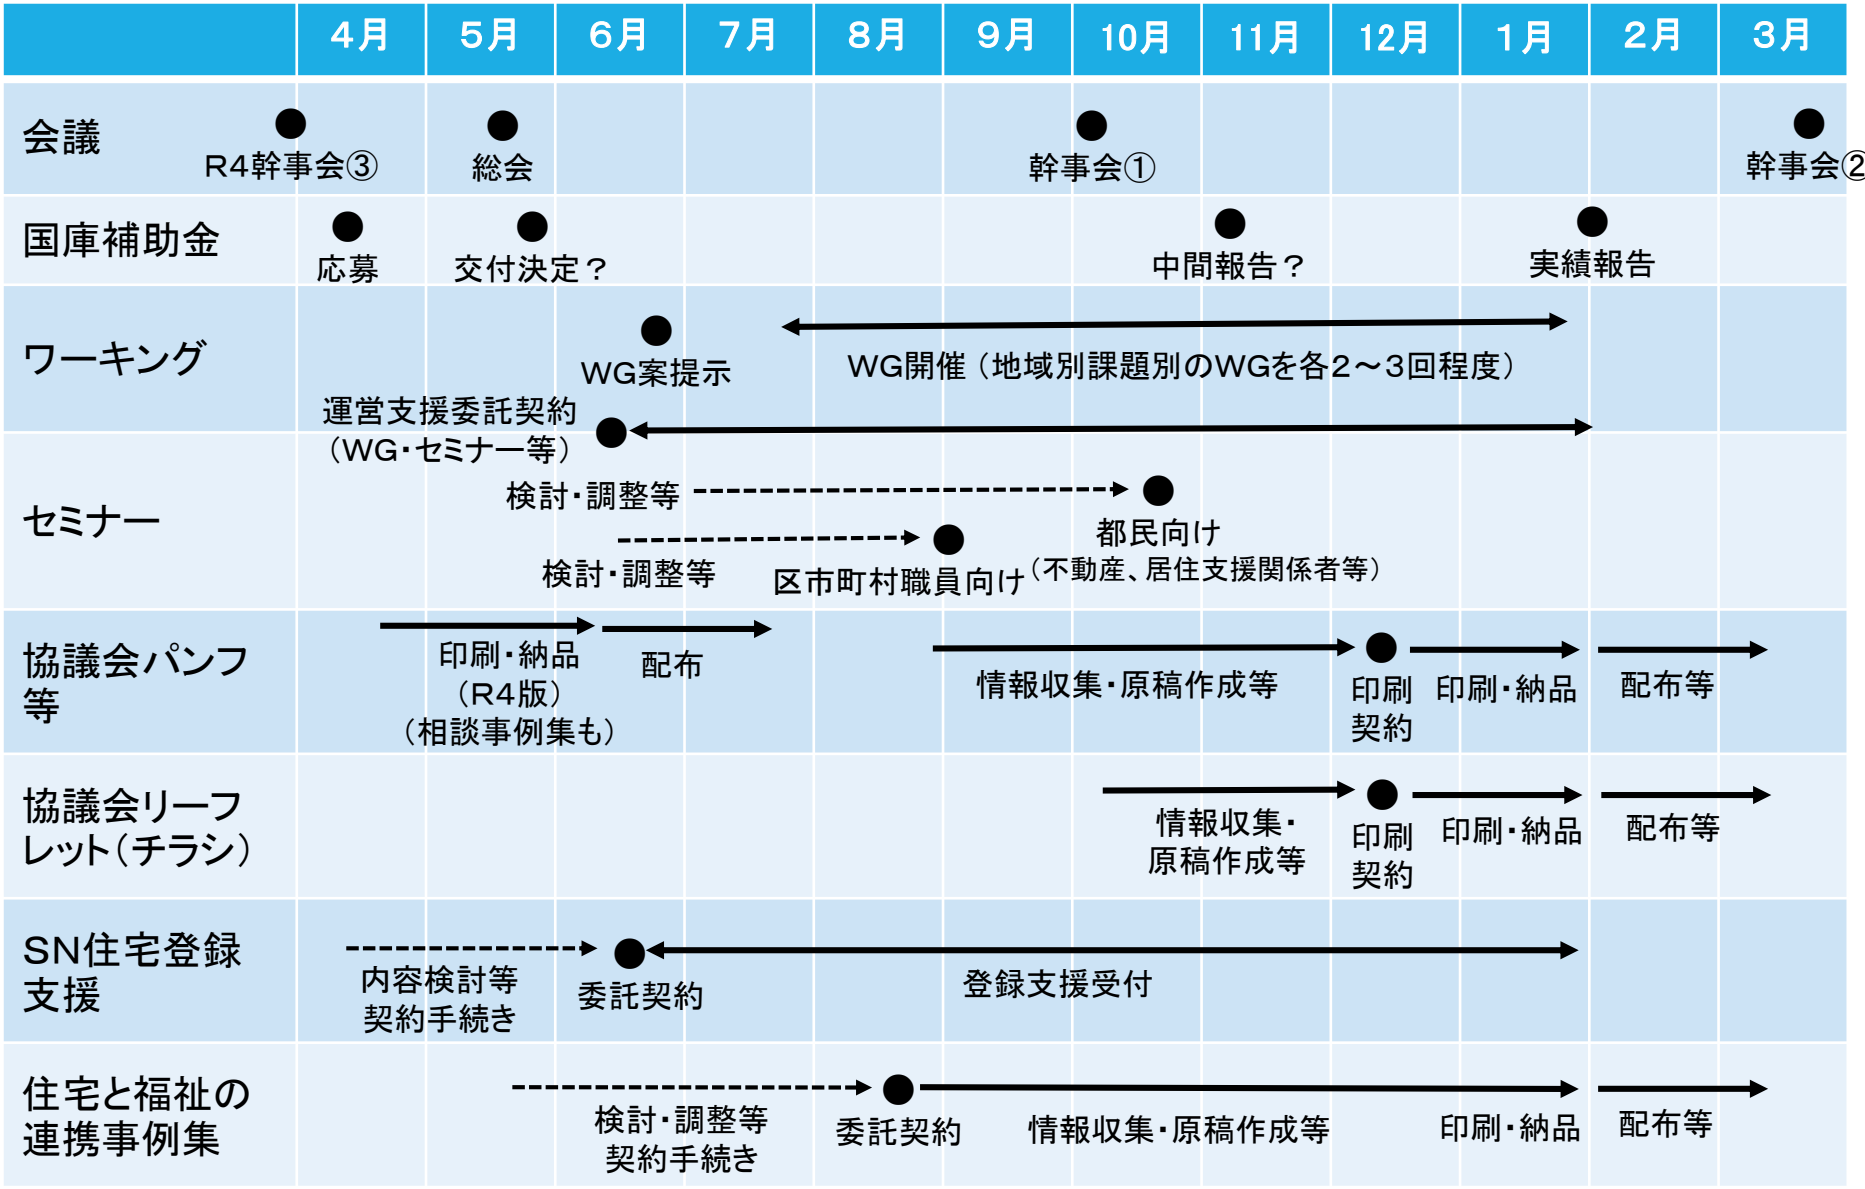 ４月 ５月 ６月 ７月 ８月 ９月 10月 11月 12月 １月 ２月 ３月
会議
R４幹事会③ 総会 幹事会① 幹事会②
国庫補助金
応募 交付決定？ 中間報告？ 実績報告
ワーキング
WG案提示 WG開催（地域別課題別のWGを各２～３回程度）
運営支援委託契約
（WG・セミナー等）
セミナー
検討・調整等
都民向け
（不動産、居住支援関係者等）
検討・調整等 区市町村職員向け
協議会パンフ
等
印刷・納品
（R４版）
（相談事例集も）
配布
情報収集・原稿作成等
印刷
契約
印刷・納品
配布等
協議会リーフ
レット（チラシ）
情報収集・
原稿作成等
印刷
契約
印刷・納品
配布等
SN住宅登録
支援
内容検討等
契約手続き
委託契約
登録支援受付
住宅と福祉の
連携事例集
検討・調整等
契約手続き
委託契約
情報収集・原稿作成等
印刷・納品
配布等